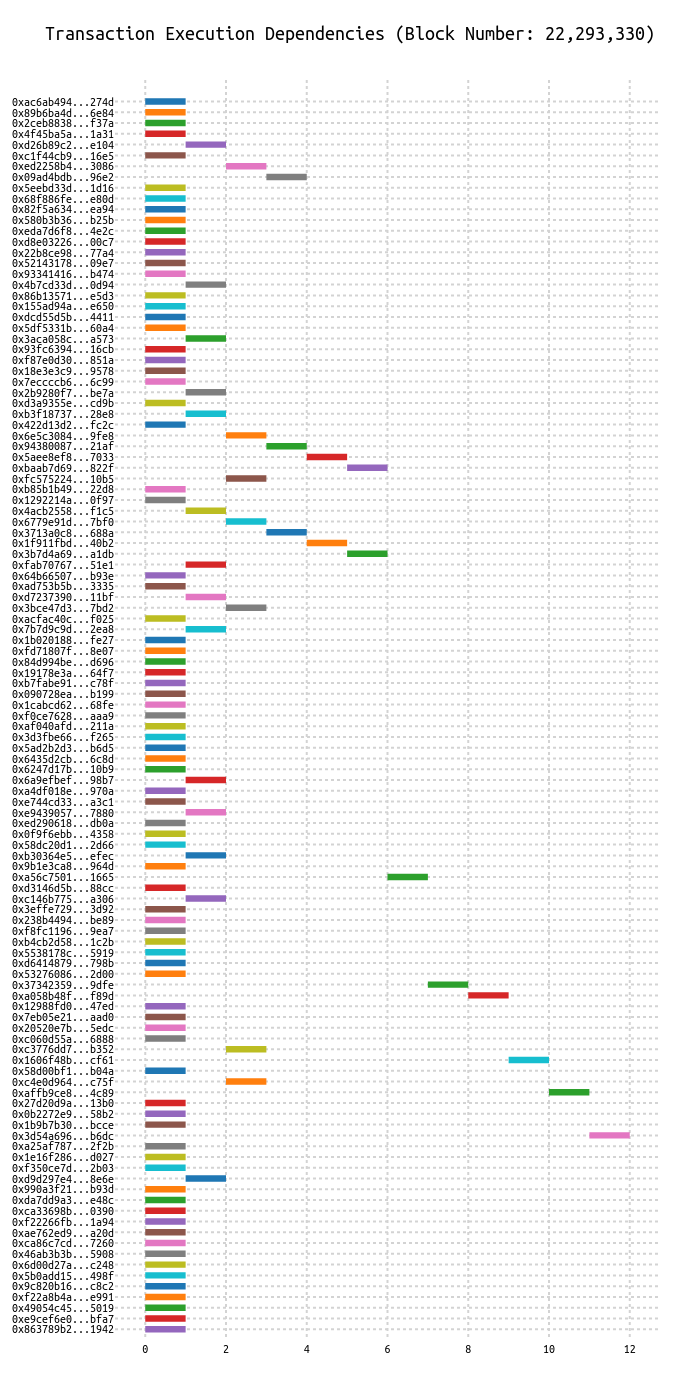 Transaction Execution Dependencies (Block Number: 22,293,330)
0xac6ab494...274d
0x89b6ba4d...6e84
0x2ceb8838...f37a
0x4f45ba5a...1a31
0xd26b89c2...e104
0xc1f44cb9...16e5
0xed2258b4...3086
0x09ad4bdb...96e2
0x5eebd33d...1d16
0x68f886fe...e80d
0x82f5a634...ea94
0x580b3b36...b25b
0xeda7d6f8...4e2c
0xd8e03226...00c7
0x22b8ce98...77a4
0x52143178...09e7
0x93341416...b474
0x4b7cd33d...0d94
0x86b13571...e5d3
0x155ad94a...e650
0xdcd55d5b...4411
0x5df5331b...60a4
0x3aca058c...a573
0x93fc6394...16cb
0xf87e0d30...851a
0x18e3e3c9...9578
0x7eccccb6...6c99
0x2b9280f7...be7a
0xd3a9355e...cd9b
0xb3f18737...28e8
0x422d13d2...fc2c
0x6e5c3084...9fe8
0x94380087...21af
0x5aee8ef8...7033
0xbaab7d69...822f
0xfc575224...10b5
0xb85b1b49...22d8
0x1292214a...0f97
0x4acb2558...f1c5
0x6779e91d...7bf0
0x3713a0c8...688a
0x1f911fbd...40b2
0x3b7d4a69...a1db
0xfab70767...51e1
0x64b66507...b93e
0xad753b5b...3335
0xd7237390...11bf
0x3bce47d3...7bd2
0xacfac40c...f025
0x7b7d9c9d...2ea8
0x1b020188...fe27
0xfd71807f...8e07
0x84d994be...d696
0x19178e3a...64f7
0xb7fabe91...c78f
0x090728ea...b199
0x1cabcd62...68fe
0xf0ce7628...aaa9
0xaf040afd...211a
0x3d3fbe66...f265
0x5ad2b2d3...b6d5
0x6435d2cb...6c8d
0x6247d17b...10b9
0x6a9efbef...98b7
0xa4df018e...970a
0xe744cd33...a3c1
0xe9439057...7880
0xed290618...db0a
0x0f9f6ebb...4358
0x58dc20d1...2d66
0xb30364e5...efec
0x9b1e3ca8...964d
0xa56c7501...1665
0xd3146d5b...88cc
0xc146b775...a306
0x3effe729...3d92
0x238b4494...be89
0xf8fc1196...9ea7
0xb4cb2d58...1c2b
0x5538178c...5919
0xd6414879...798b
0x53276086...2d00
0x37342359...9dfe
0xa058b48f...f89d
0x12988fd0...47ed
0x7eb05e21...aad0
0x20520e7b...5edc
0xc060d55a...6888
0xc3776dd7...b352
0x1606f48b...cf61
0x58d00bf1...b04a
0xc4e0d964...c75f
0xaffb9ce8...4c89
0x27d20d9a...13b0
0x0b2272e9...58b2
0x1b9b7b30...bcce
0x3d54a696...b6dc
0xa25af787...2f2b
0x1e16f286...d027
0xf350ce7d...2b03
0xd9d297e4...8e6e
0x990a3f21...b93d
0xda7dd9a3...e48c
0xca33698b...0390
0xf22266fb...1a94
0xae762ed9...a20d
0xca86c7cd...7260
0x46ab3b3b...5908
0x6d00d27a...c248
0x5b0add15...498f
0x9c820b16...c8c2
0xf22a8b4a...e991
0x49054c45...5019
0xe9cef6e0...bfa7
0x863789b2...1942
0 2 4 6 8 10 12